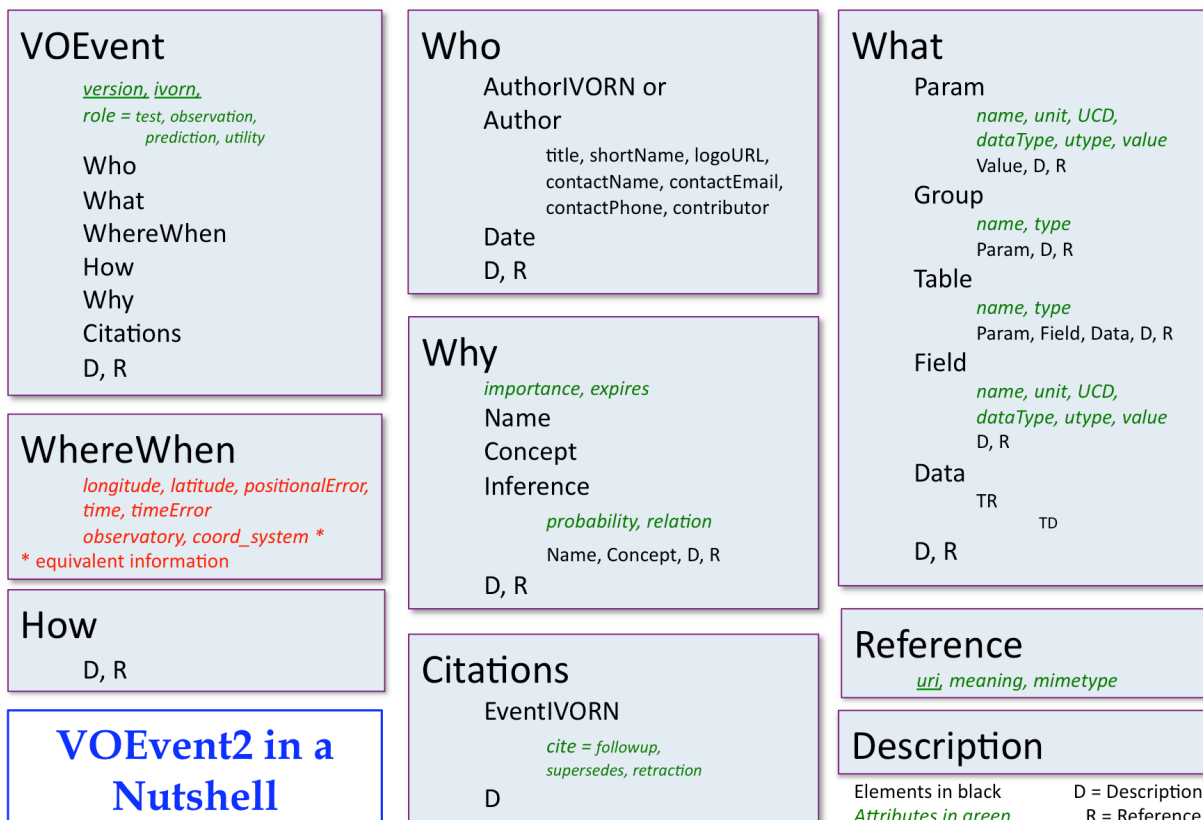 VOEvent
version, ivorn,
role = test, observation,
prediction, utility
Who
What
WhereWhen
How
Why
Citations
D, R
WhereWhen
longitude, latitude, positionalError,
time, timeError
observatory, coord_system *
* equivalent information
How
D, R
VOEvent2 in a
Nutshell
Who
AuthorIVORN or
Author
title, shortName, logoURL,
contactName, contactEmail,
contactPhone, contributor
Date
D, R
Why
importance, expires
Name
Concept
Inference
probability, relation
Name, Concept, D, R
D, R
Citations
EventIVORN
cite = followup,
supersedes, retraction
D
What
Param
name, unit, UCD,
dataType, utype, value
Value, D, R
Group
name, type
Param, D, R
Table
name, type
Param, Field, Data, D, R
Field
name, unit, UCD,
dataType, utype, value
D, R
Data
TR
TD
D, R
Reference
uri, meaning, mimetype
Description
Elements in black D = Description
Attributes in green R = Reference